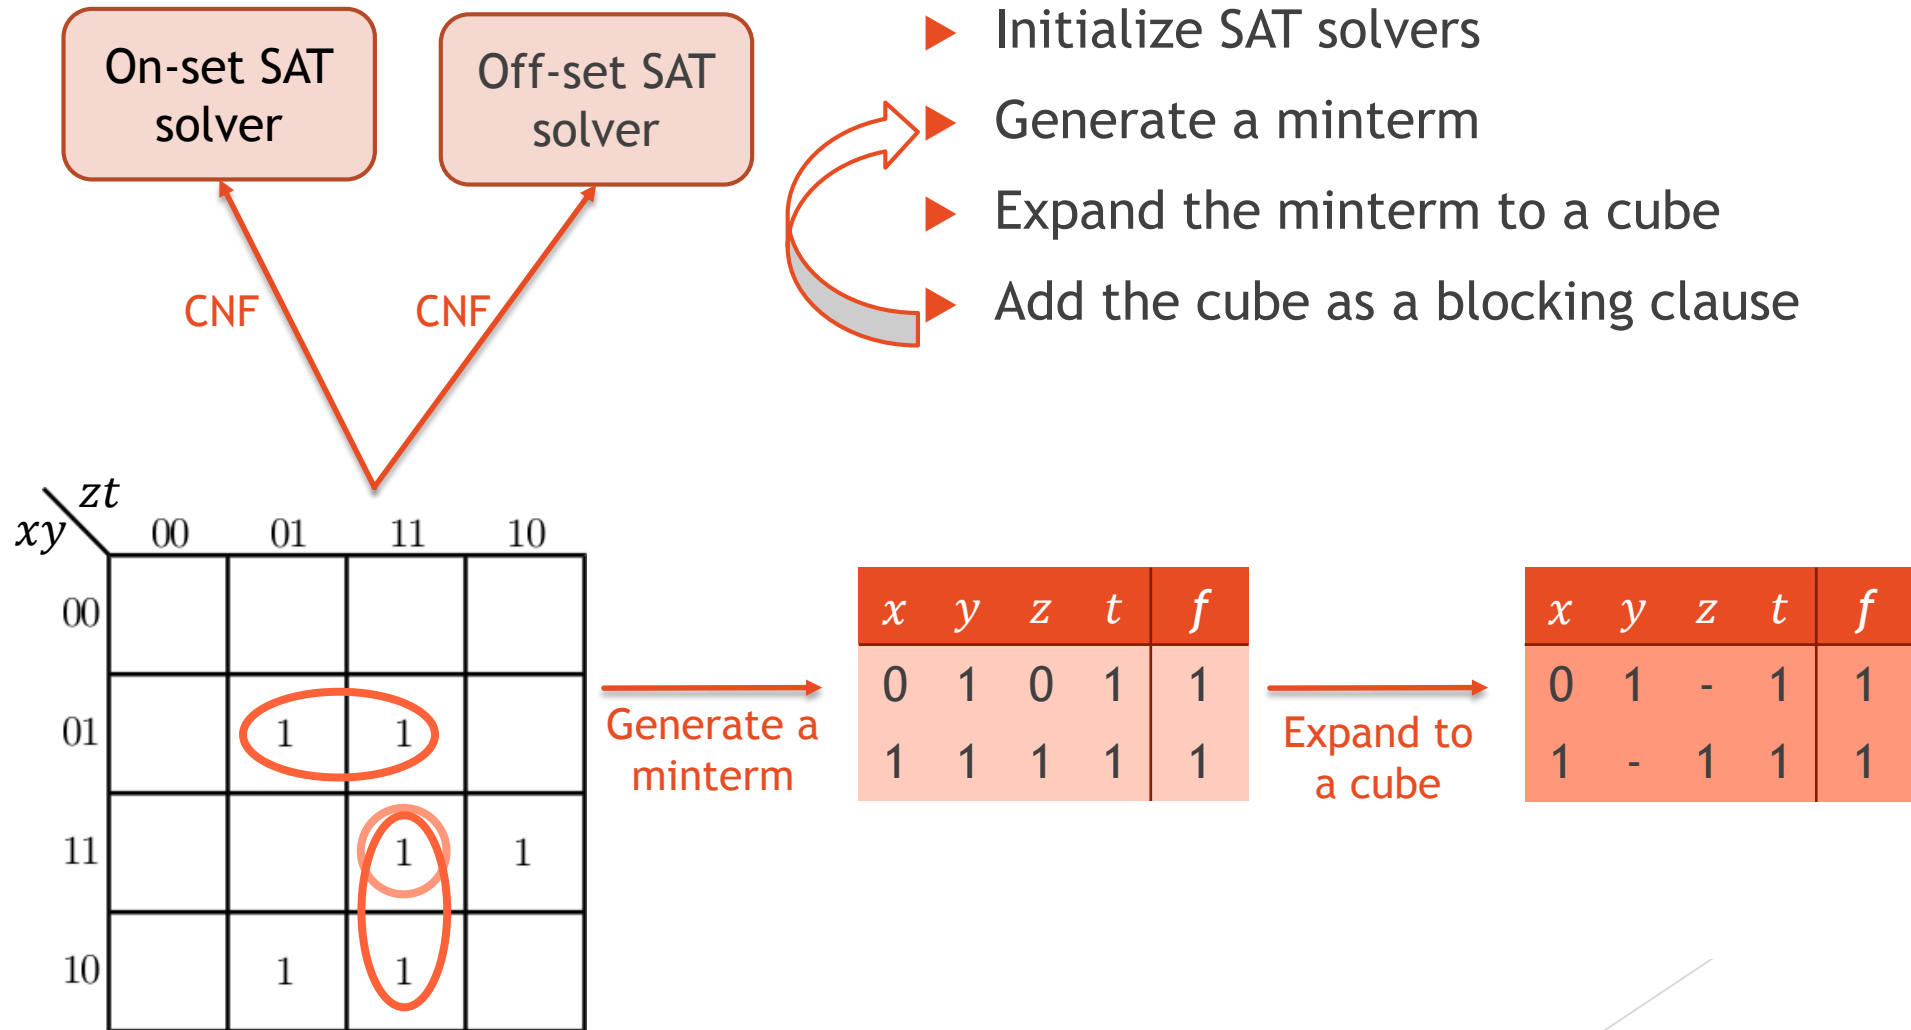 On-set SAT
solver
Off-set SAT
solver
Initialize SAT solvers
Generate a minterm
Expand the minterm to a cube
Add the cube as a blocking clause
CNF
CNF
zt
xy
00 01 11 10
00
01 1 1
11 1 1
10 1 1
Generate a
minterm
x y z t f
0 1 0 1 1
1 1 1 1 1
Expand to
a cube
x y z t f
0 1 - 1 1
1 - 1 1 1